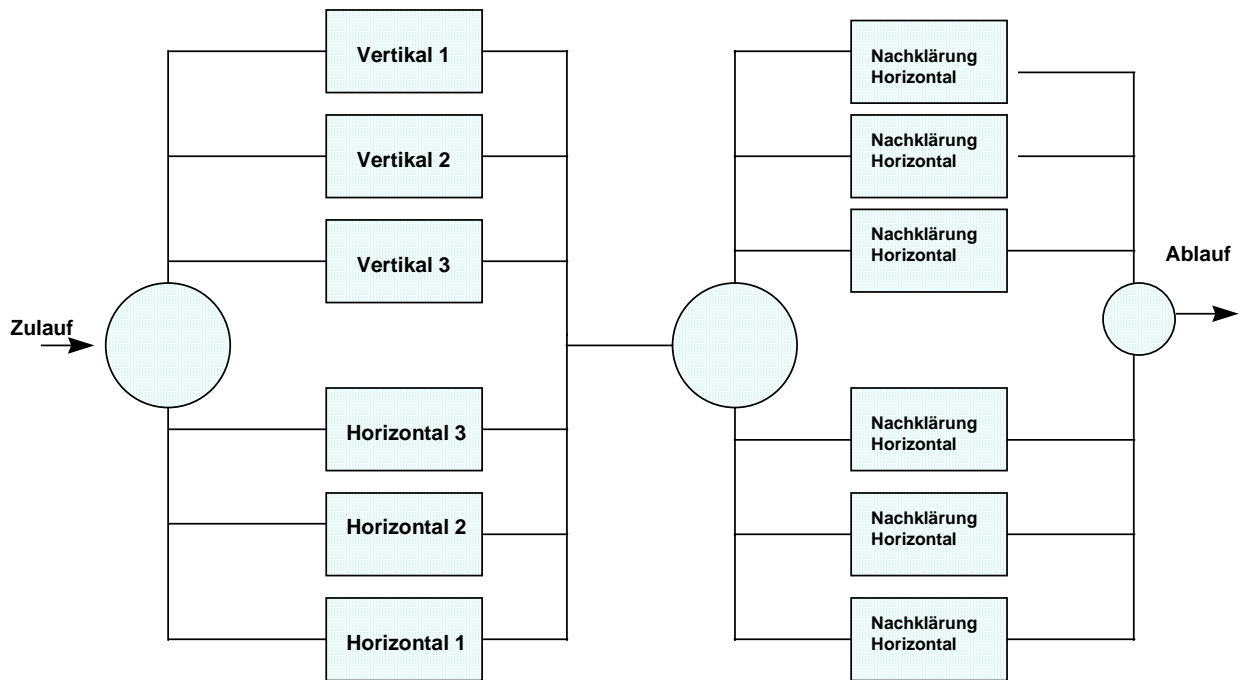 Vertikal 1
Vertikal 2
Vertikal 3
Zulauf
Horizontal 3
Horizontal 2
Horizontal 1
Nachklärung
Horizontal
Nachklärung
Horizontal
Nachklärung
Horizontal
Ablauf
Nachklärung
Horizontal
Nachklärung
Horizontal
Nachklärung
Horizontal